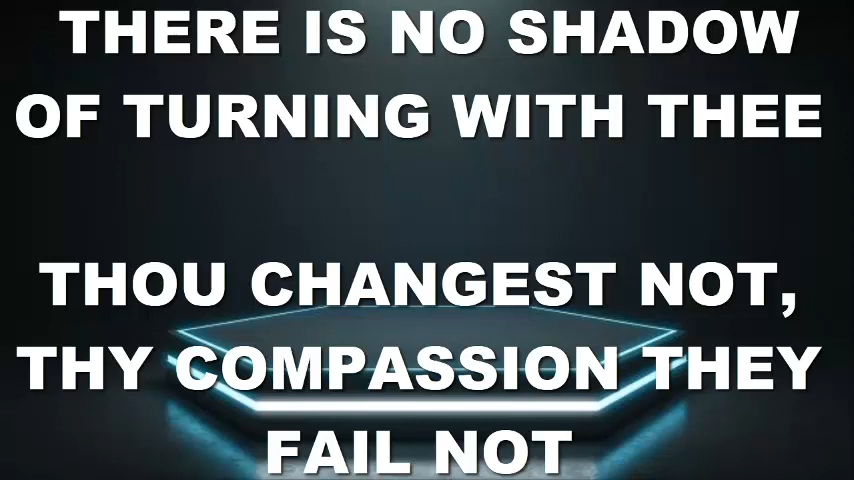 THERE IS NO SHADOW
OF TURNING WITH THEE
THOU CHANGEST NOT,
THY COMPASSION THEY
FAIL NOT